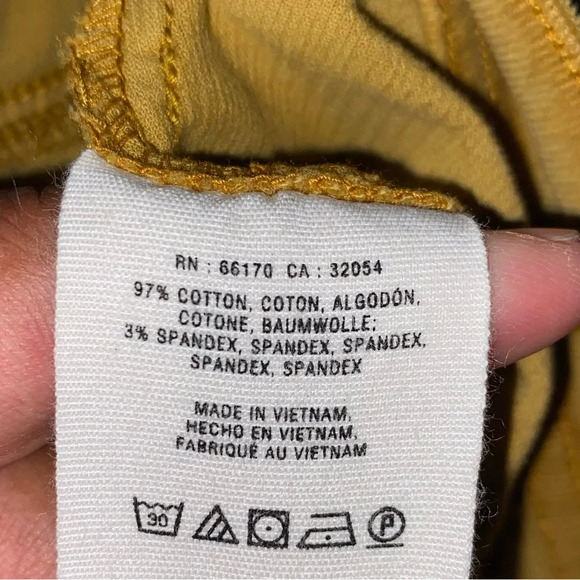 RN : 66170 CA : 32054
97% COTTON, COTON, ALGODÓN,
COTONE, BAUMWOLLE;
3% SPANDEX, SPANDEX, SPANDEX,
SPANDEX, SPANDEX
MADE IN VIETNAM,
HECHO EN VIETNAM,
FABRIQUÉ AU VIETNAM
30 P